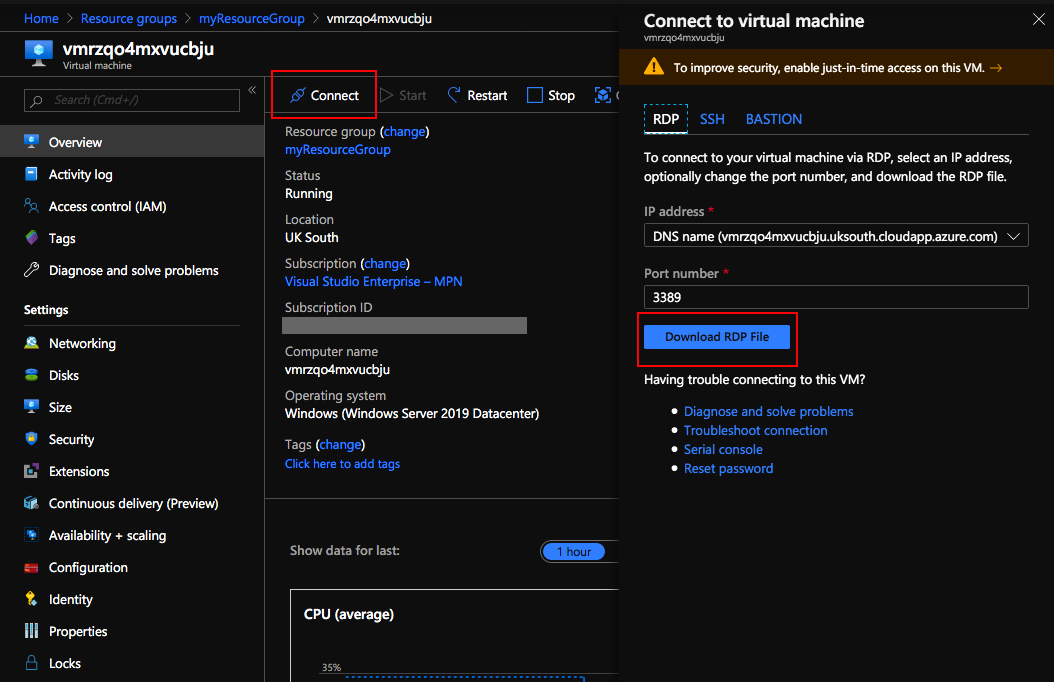 Home > Resource groups > myResourceGroup > vmrzqo4mxvucbju
vmrzqo4mxvucbju
Virtual machine
Search (Cmd+/)
«
Overview
Activity log
Access control (IAM)
Tags
Diagnose and solve problems
Settings
Networking
Disks
Size
Security
Extensions
Continuous delivery (Preview)
Availability + scaling
Configuration
Identity
Properties
Locks
Connect
Start
Restart
Stop
Resource group (change)
myResourceGroup
Status
Running
Location
UK South
Subscription (change)
Visual Studio Enterprise – MPN
Subscription ID
Computer name
vmrzqo4mxvucbju
Operating system
Windows (Windows Server 2019 Datacenter)
Tags (change)
Click here to add tags
Show data for last:
1 hour
CPU (average)
35%
Connect to virtual machine
vmrzqo4mxvucbju
To improve security, enable just-in-time access on this VM. →
RDP SSH BASTION
To connect to your virtual machine via RDP, select an IP address,
optionally change the port number, and download the RDP file.
IP address *
DNS name (vmrzqo4mxvucbju.uksouth.cloudapp.azure.com)
Port number *
3389
Download RDP File
Having trouble connecting to this VM?
• Diagnose and solve problems
• Troubleshoot connection
• Serial console
• Reset password